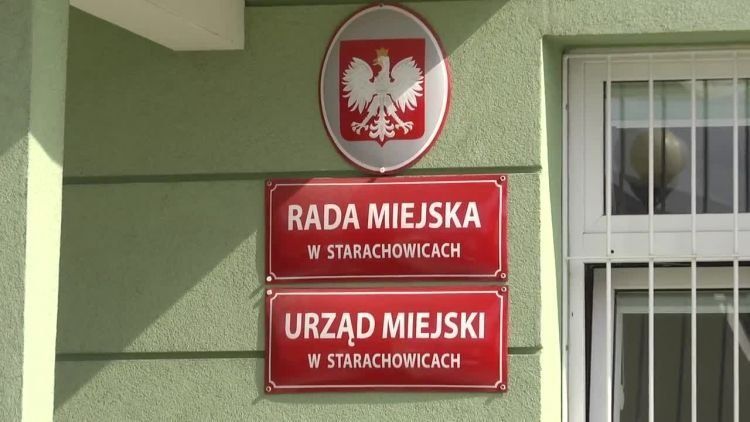 RADA MIEJSKA
W STARACHOWICACH
URZĄD MIEJSKI
W STARACHOWICACH